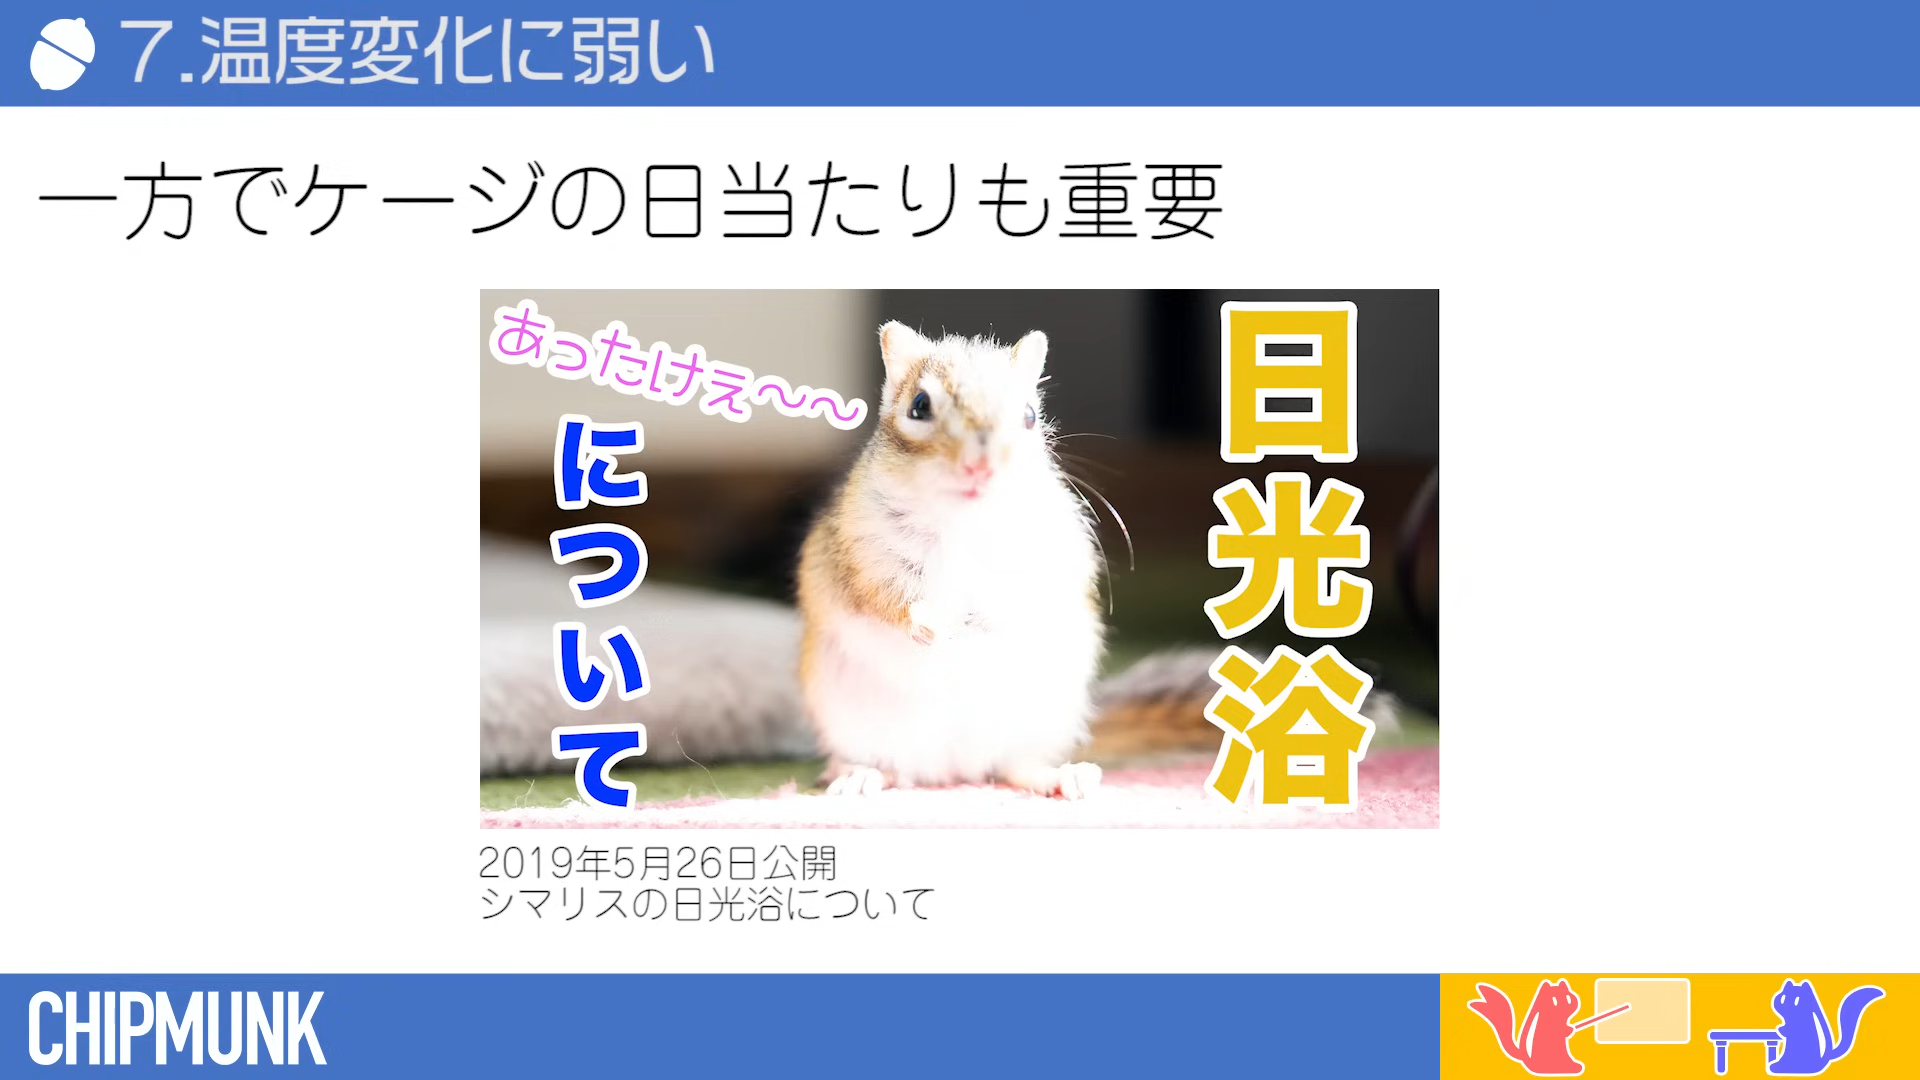 7.温度変化に弱い
一方でケージの日当たりも重要
あったけぇ～～
日光浴
について
2019年5月26日公開
シマリスの日光浴について
CHIPMUNK